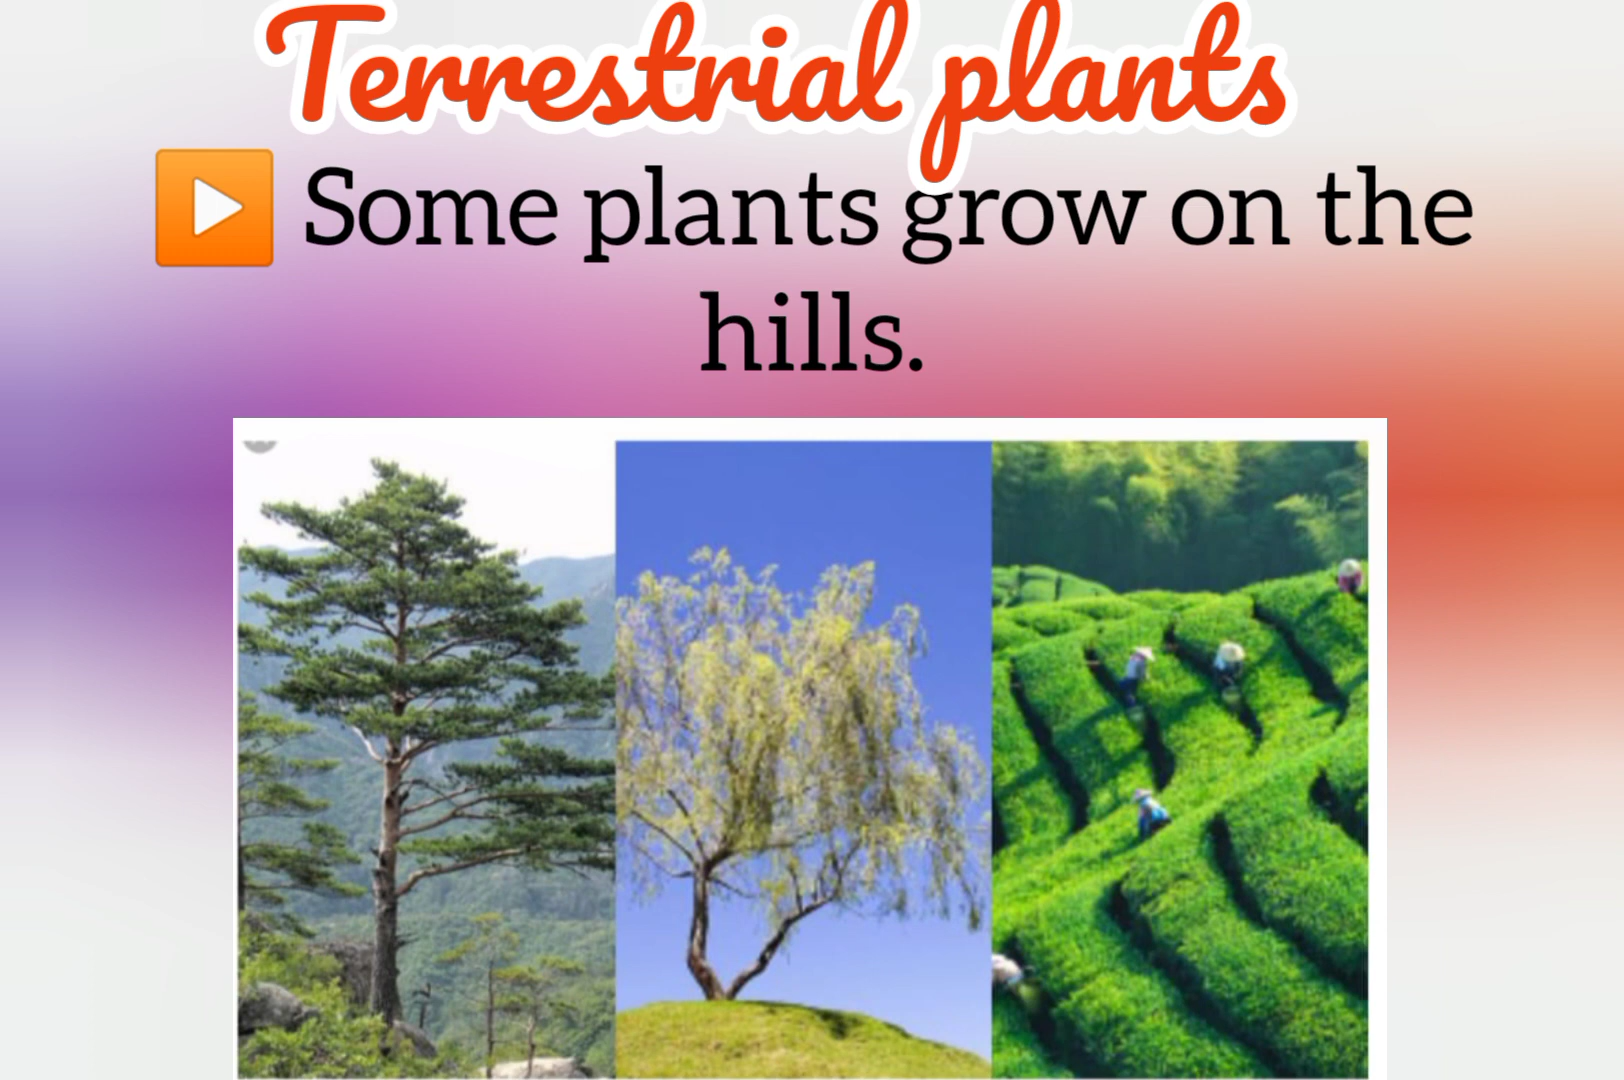 Terrestrial plants
▶️ Some plants grow on the
hills.